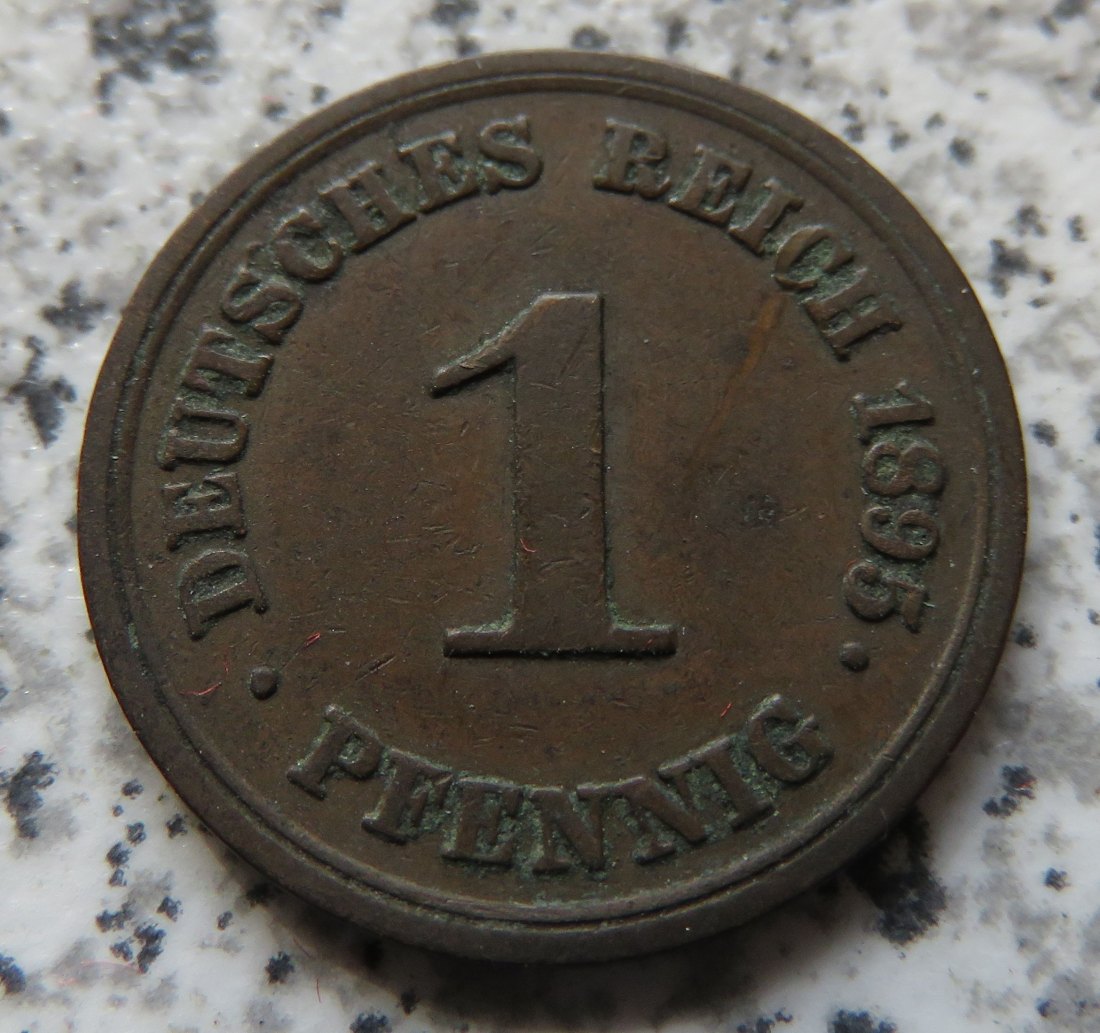 DEUTSCHES REICH 1895
1
PFENNIG